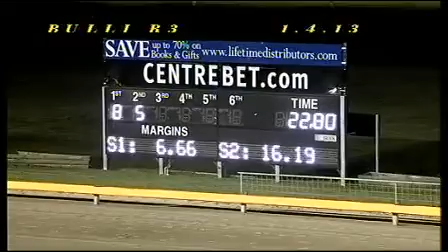 BULLI R3 1.4.13
SAVE up to 70% on Books & Gifts www.lifetimedistributors.com
CENTREBET.com
1ST 2ND 3RD 4TH 5TH 6TH TIME
8 5 22.80
MARGINS
S1: 6.66 S2: 16.19